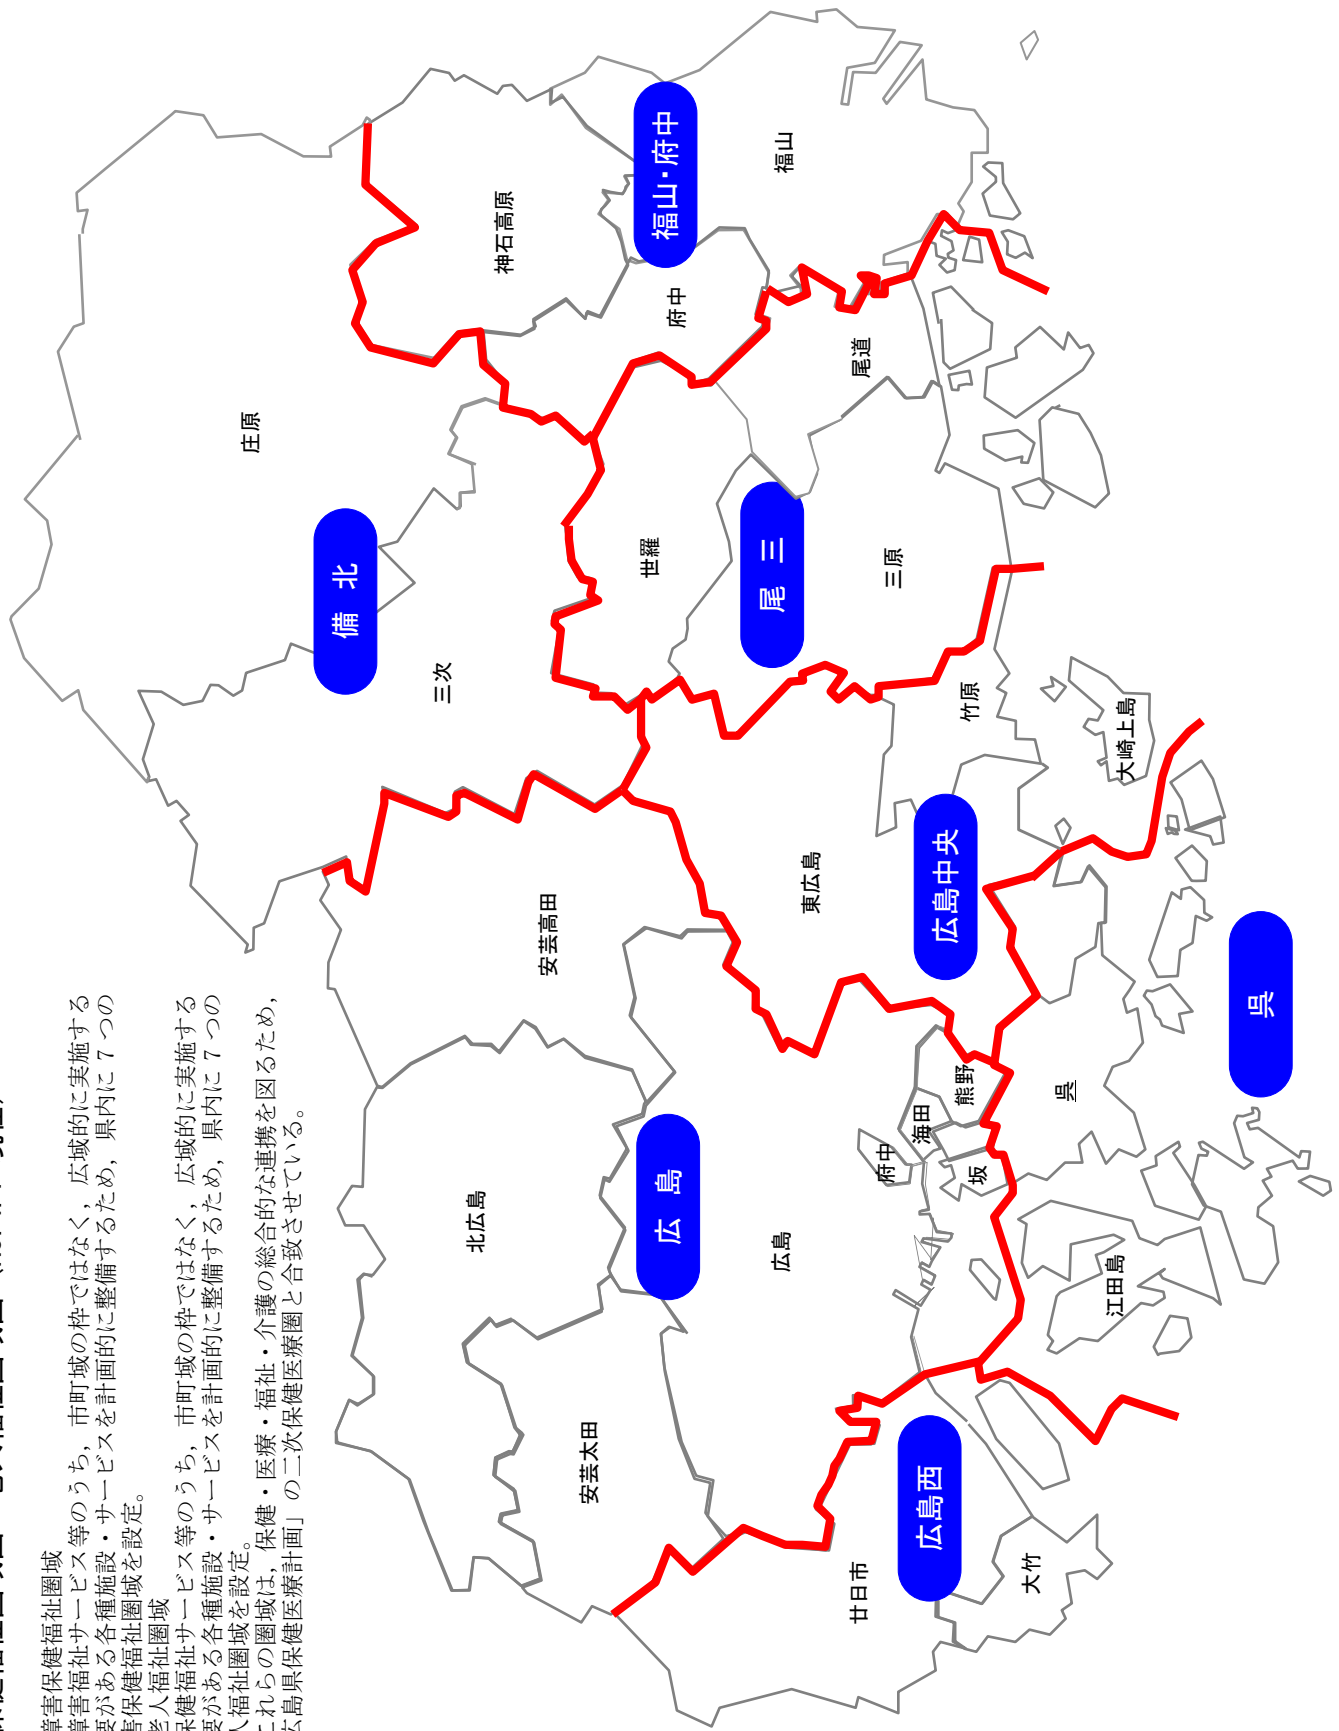 障害保健福祉圏域
障害福祉サービス等のうち，市町域の枠ではなく，広域的に実施する
要がある各種施設・サービスを計画的に整備するため，県内に７つの
害保健福祉圏域を設定。
老人福祉圏域
保健福祉サービス等のうち，市町域の枠ではなく，広域的に実施する
要がある各種施設・サービスを計画的に整備するため，県内に７つの
人福祉圏域を設定。
これらの圏域は，保健・医療・福祉・介護の総合的な連携を図るため，
広島県保健医療計画」の二次保健医療圏と合致させている。
備北
庄原
三次
神石高原
福山・府中
府中
福山
世羅
尾道
尾三
三原
安芸高田
北広島
安芸太田
広島
広島
東広島
竹原
大崎上島
広島中央
府中
海田
熊野
坂
呉
呉
江田島
廿日市
広島西
大竹